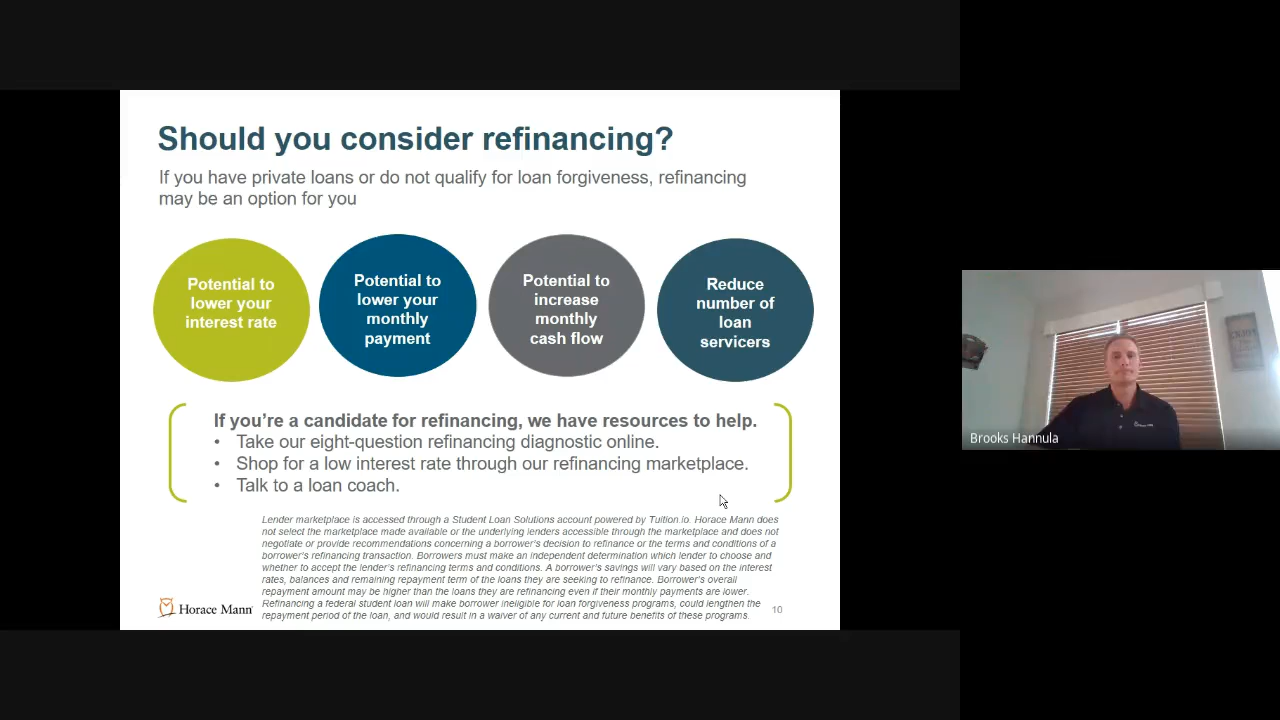 Should you consider refinancing?
If you have private loans or do not qualify for loan forgiveness, refinancing
may be an option for you
Potential to
lower your
interest rate
Potential to
lower your
monthly
payment
Potential to
increase
monthly
cash flow
Reduce
number of
loan
servicers
If you're a candidate for refinancing, we have resources to help.
• Take our eight-question refinancing diagnostic online.
• Shop for a low interest rate through our refinancing marketplace.
• Talk to a loan coach.
Lender marketplace is accessed through a Student Loan Solutions account powered by Tuition.io. Horace Mann does
not select the marketplace made available or the underlying lenders accessible through the marketplace and does not
negotiate or provide recommendations concerning a borrower's decision to refinance or the terms and conditions of a
borrower's refinancing transaction. Borrowers must make an independent determination which lender to choose and
whether to accept the lender's refinancing terms and conditions. A borrower's savings will vary based on the interest
rates, balances and remaining repayment term of the loans they are seeking to refinance. Borrower's overall
repayment amount may be higher than the loans they are refinancing even if their monthly payments are lower.
Refinancing a federal student loan will make borrower ineligible for loan forgiveness programs, could lengthen the
repayment period of the loan, and would result in a waiver of any current and future benefits of these programs.
Horace Mann
10
Brooks Hannula